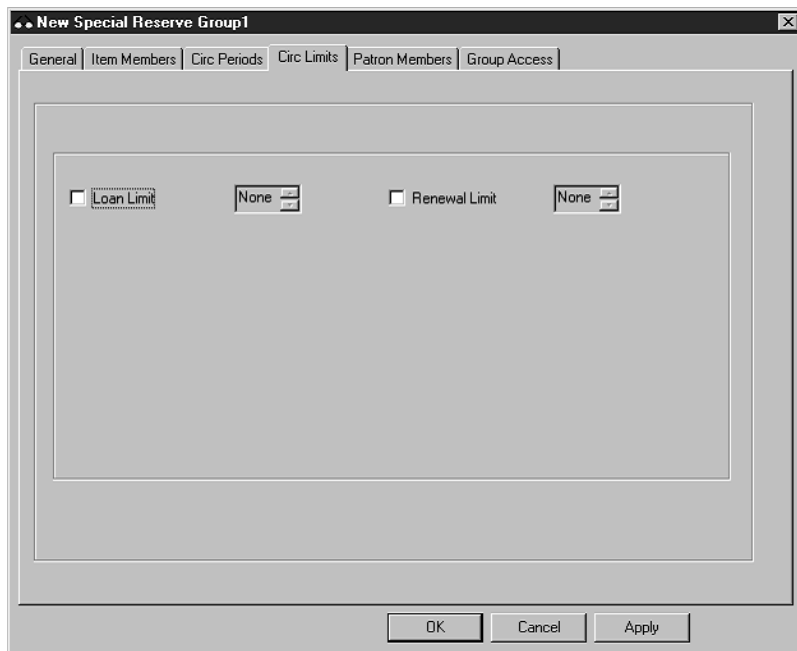 New Special Reserve Group1
General Item Members Circ Periods Circ Limits Patron Members Group Access
Loan Limit None Renewal Limit None
OK Cancel Apply